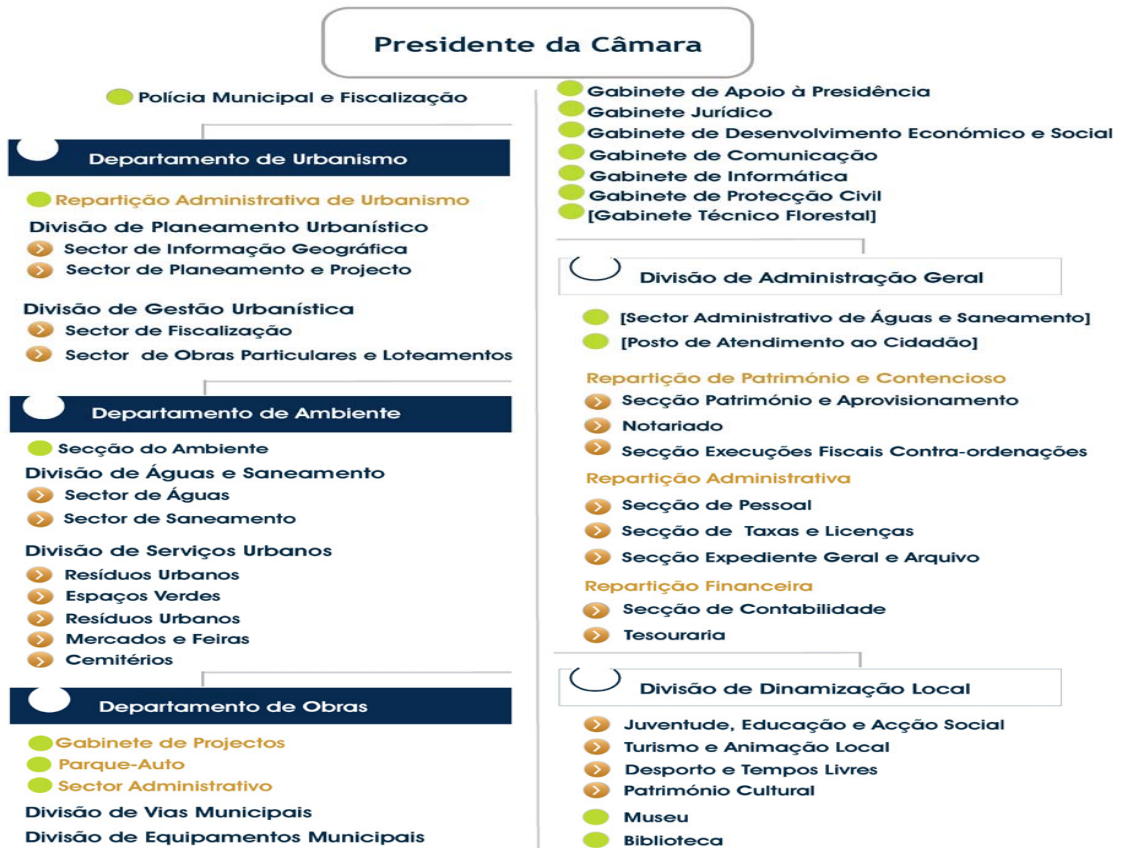 Presidente da Câmara
Polícia Municipal e Fiscalização
Departamento de Urbanismo
Repartição Administrativa de Urbanismo
Divisão de Planeamento Urbanístico
Sector de Informação Geográfica
Sector de Planeamento e Projecto
Divisão de Gestão Urbanística
Sector de Fiscalização
Sector de Obras Particulares e Loteamentos
Departamento de Ambiente
Secção do Ambiente
Divisão de Águas e Saneamento
Sector de Águas
Sector de Saneamento
Divisão de Serviços Urbanos
Resíduos Urbanos
Espaços Verdes
Resíduos Urbanos
Mercados e Feiras
Cemitérios
Departamento de Obras
Gabinete de Projectos
Parque-Auto
Sector Administrativo
Divisão de Vias Municipais
Divisão de Equipamentos Municipais
Gabinete de Apoio à Presidência
Gabinete Jurídico
Gabinete de Desenvolvimento Económico e Social
Gabinete de Comunicação
Gabinete de Informática
Gabinete de Protecção Civil
[Gabinete Técnico Florestal]
Divisão de Administração Geral
[Sector Administrativo de Águas e Saneamento]
[Posto de Atendimento ao Cidadão]
Repartição de Património e Contencioso
Secção Património e Aprovisionamento
Notariado
Secção Execuções Fiscais Contra-ordenações
Repartição Administrativa
Secção de Pessoal
Secção de Taxas e Licenças
Secção Expediente Geral e Arquivo
Repartição Financeira
Secção de Contabilidade
Tesouraria
Divisão de Dinamização Local
Juventude, Educação e Acção Social
Turismo e Animação Local
Desporto e Tempos Livres
Património Cultural
Museu
Biblioteca